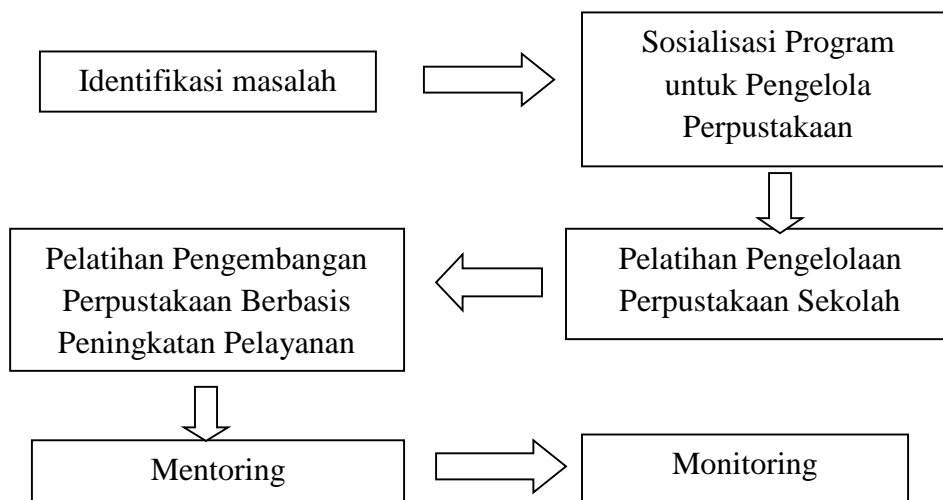 Identifikasi masalah
Sosialisasi Program
untuk Pengelola
Perpustakaan
Pelatihan Pengelolaan
Perpustakaan Sekolah
Pelatihan Pengembangan
Perpustakaan Berbasis
Peningkatan Pelayanan
Mentoring
Monitoring